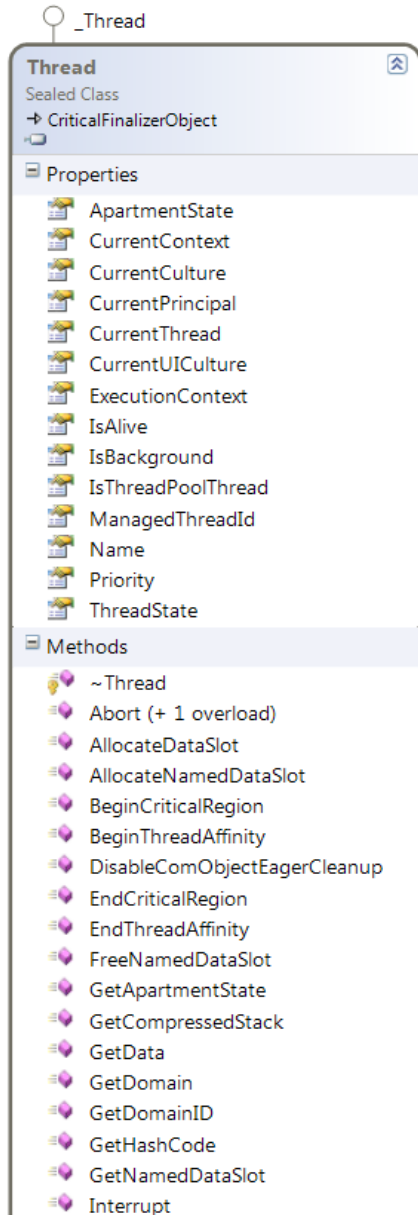 _Thread
Thread
Sealed Class
CriticalFinalizerObject
Properties
ApartmentState
CurrentContext
CurrentCulture
CurrentPrincipal
CurrentThread
CurrentUICulture
ExecutionContext
IsAlive
IsBackground
IsThreadPoolThread
ManagedThreadId
Name
Priority
ThreadState
Methods
~Thread
Abort (+ 1 overload)
AllocateDataSlot
AllocateNamedDataSlot
BeginCriticalRegion
BeginThreadAffinity
DisableComObjectEagerCleanup
EndCriticalRegion
EndThreadAffinity
FreeNamedDataSlot
GetApartmentState
GetCompressedStack
GetData
GetDomain
GetDomainID
GetHashCode
GetNamedDataSlot
Interrupt